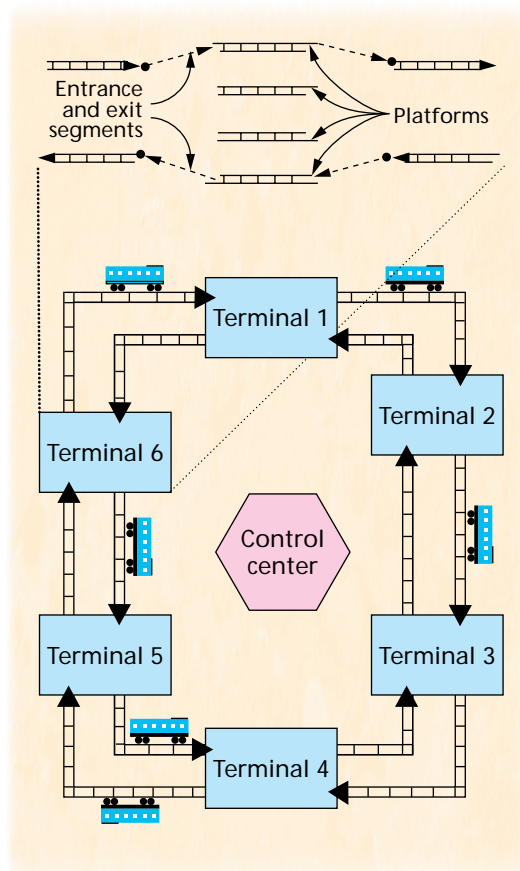 Entrance
and exit
segments
Platforms
Terminal 1
Terminal 2
Terminal 6
Control
center
Terminal 5
Terminal 3
Terminal 4